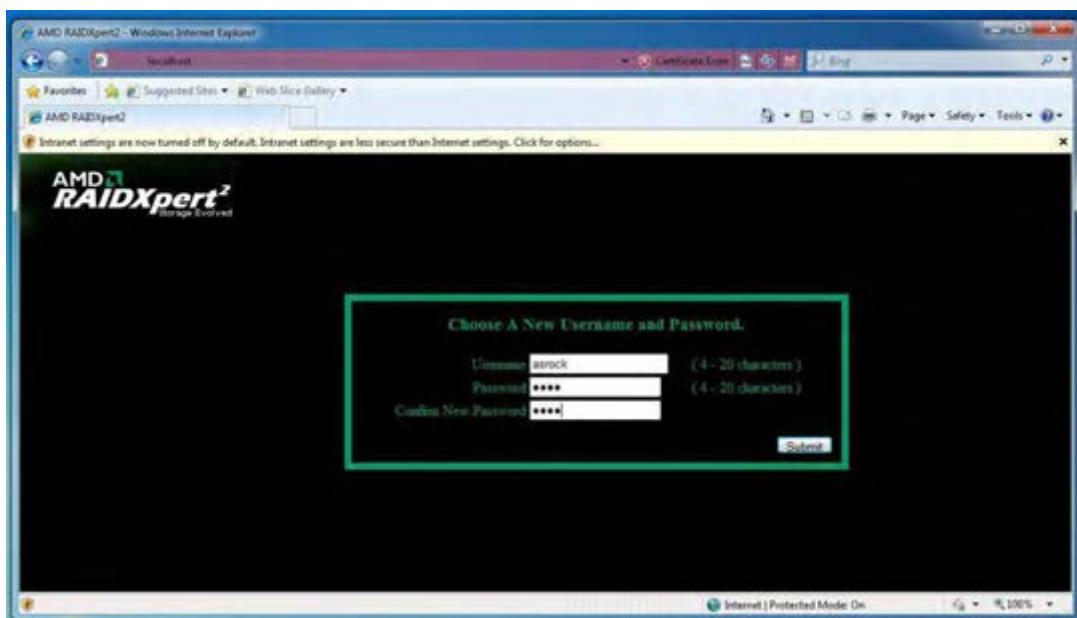 AMD RAIDXpert2 - Windows Internet Explorer
localhost
Certificate Error
Bing
Favorites
Suggested Sites
Web Slice Gallery
AMD RAIDXpert2
Page
Safety
Tools
Intranet settings are now turned off by default. Intranet settings are less secure than Internet settings. Click for options...
AMD
RAIDXpert2
Storage Evolved
Choose A New Username and Password.
Username asrock ( 4 - 20 characters )
Password •••• ( 4 - 20 characters )
Confirm New Password ••••
Submit
Internet | Protected Mode: On
100%